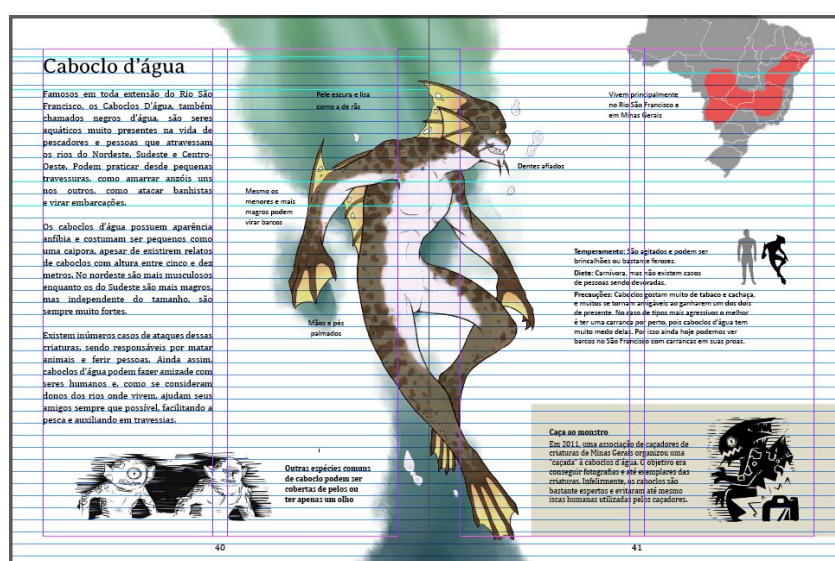 Caboclo d’água
Famosos em toda extensão do Rio São
Francisco, os Caboclos D’água, também
chamados negros d’água, são seres
aquáticos muito presentes na vida de
pescadores e pessoas que atravessam
os rios do Nordeste, Sudeste e Centro-
Oeste. Podem praticar desde pequenas
travessuras, como amarrar anzóis uns
nos outros, como atacar banhistas
e virar embarcações.
Os caboclos d’água possuem aparência
anfíbia e costumam ser pequenos como
uma caipora, apesar de existirem relatos
de caboclos com altura entre cinco e dez
metros. No nordeste são mais musculosos
enquanto os do Sudeste são mais magros,
mas independente do tamanho, são
sempre muito fortes.
Existem inúmeros casos de ataques dessas
criaturas, sendo responsáveis por matar
animais e ferir pessoas. Ainda assim,
caboclos d’água podem fazer amizade com
seres humanos e, como se consideram
donos dos rios onde vivem, ajudam seus
amigos sempre que possível, facilitando a
pesca e auxiliando em travessias.
Pele escura e lisa
como a de rãs
Mesmo os
menores e mais
magros podem
virar barcos
Mãos e pés
palmados
Dentes afiados
Outras espécies comuns
de caboclo podem ser
cobertas de pelos ou
ter apenas um olho
40
Vivem principalmente
no Rio São Francisco e
em Minas Gerais
Temperamento: São agitados e podem ser
brincalhões ou bastante ferozes.
Diete: Carnívora, mas não existem casos
de pessoas sendo devoradas.
Precauções: Caboclos gostam muito de tabaco e cachaça,
e muitos se tornam amigáveis ao ganharem um dos dois
de presente. No caso de tipos mais agressivos o melhor
é ter uma carranca por perto, pois caboclos d’água tem
muito medo delas. Por isso ainda hoje podemos ver
barcos no São Francisco com carrancas em suas proas.
Caça ao monstro
Em 2011, uma associação de caçadores de
criaturas de Minas Gerais organizou uma
"caçada" à caboclos d’água. O objetivo era
conseguir fotografias e até exemplares das
criaturas. Infelizmente, os caboclos são
bastante espertos e evitaram até mesmo
iscas humanas utilizadas pelos caçadores.
41